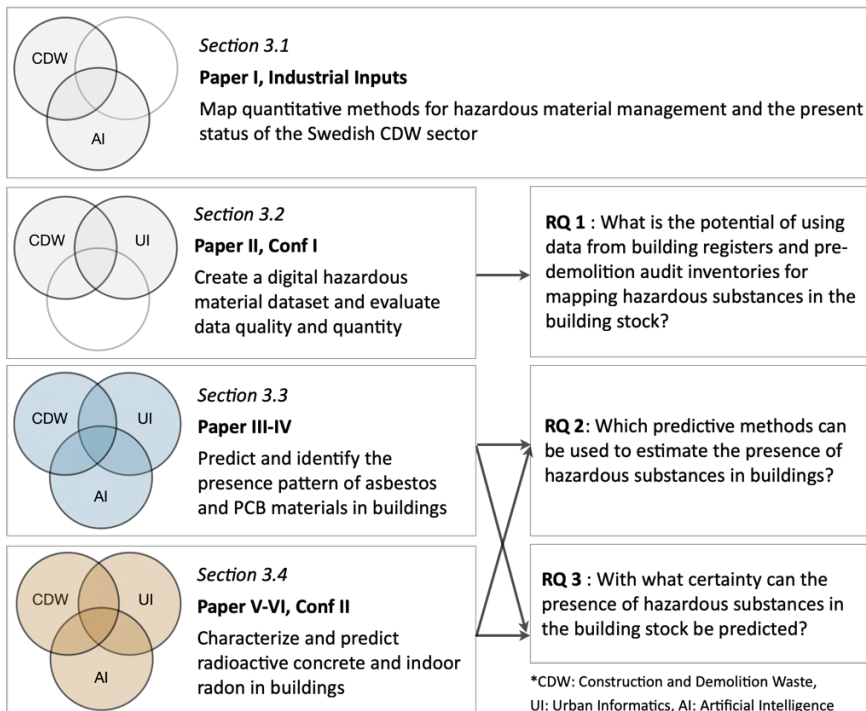 CDW
AI
Section 3.1
Paper I, Industrial Inputs
Map quantitative methods for hazardous material management and the present
status of the Swedish CDW sector
CDW
UI
Section 3.2
Paper II, Conf I
Create a digital hazardous
material dataset and evaluate
data quality and quantity
RQ 1 : What is the potential of using
data from building registers and pre-
demolition audit inventories for
mapping hazardous substances in the
building stock?
CDW
UI
AI
Section 3.3
Paper III-IV
Predict and identify the
presence pattern of asbestos
and PCB materials in buildings
RQ 2: Which predictive methods can
be used to estimate the presence of
hazardous substances in buildings?
CDW
UI
AI
Section 3.4
Paper V-VI, Conf II
Characterize and predict
radioactive concrete and indoor
radon in buildings
RQ 3 : With what certainty can the
presence of hazardous substances in
the building stock be predicted?
*CDW: Construction and Demolition Waste,
UI: Urban Informatics, AI: Artificial Intelligence